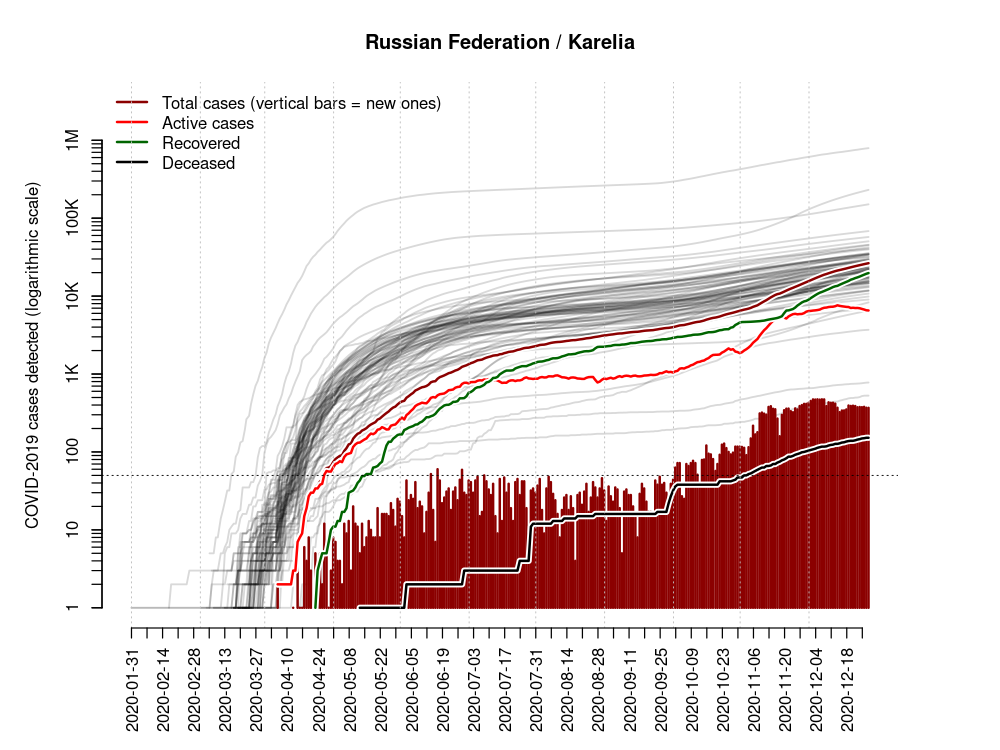 Russian Federation / Karelia
Total cases (vertical bars = new ones)
Active cases
Recovered
Deceased
COVID-2019 cases detected (logarithmic scale)
1M
100K
10K
1K
100
10
1
2020-01-31
2020-02-14
2020-02-28
2020-03-13
2020-03-27
2020-04-10
2020-04-24
2020-05-08
2020-05-22
2020-06-05
2020-06-19
2020-07-03
2020-07-17
2020-07-31
2020-08-14
2020-08-28
2020-09-11
2020-09-25
2020-10-09
2020-10-23
2020-11-06
2020-11-20
2020-12-04
2020-12-18